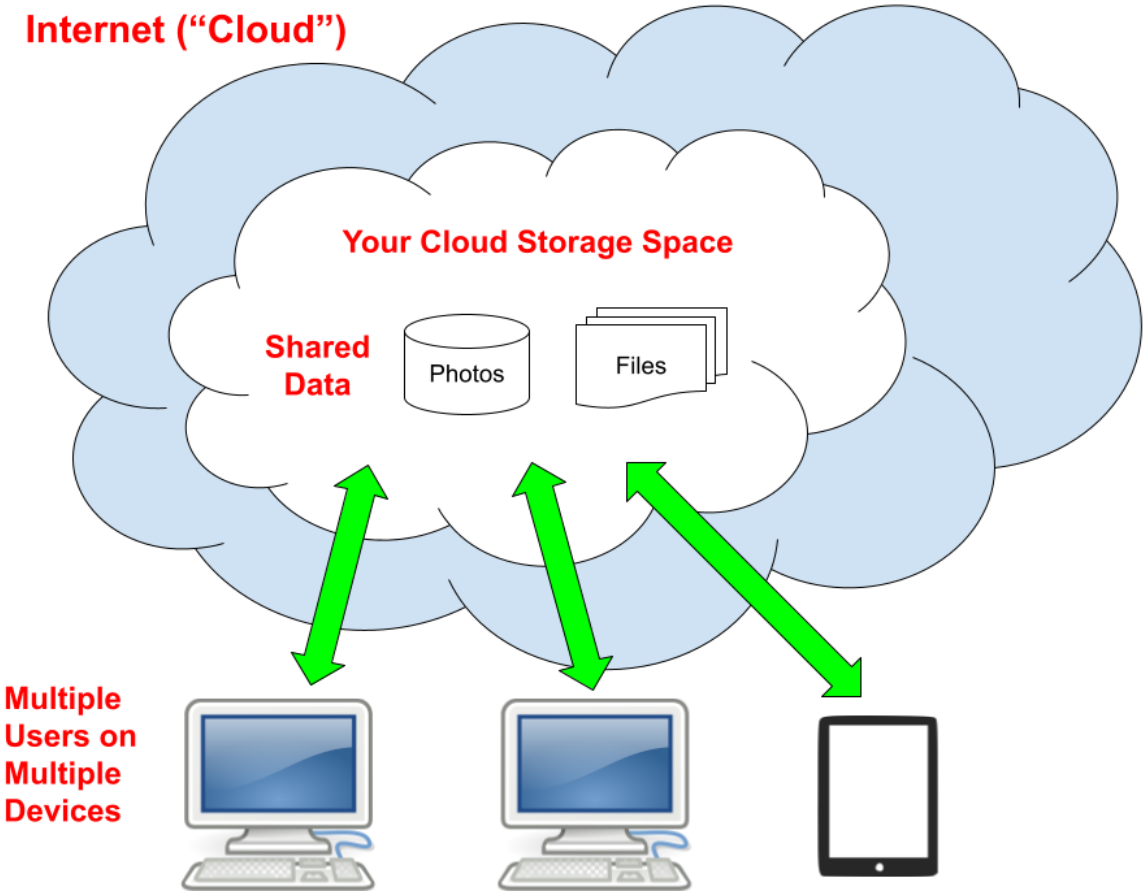 Internet (“Cloud”)
Your Cloud Storage Space
Shared
Data
Photos
Files
Multiple
Users on
Multiple
Devices